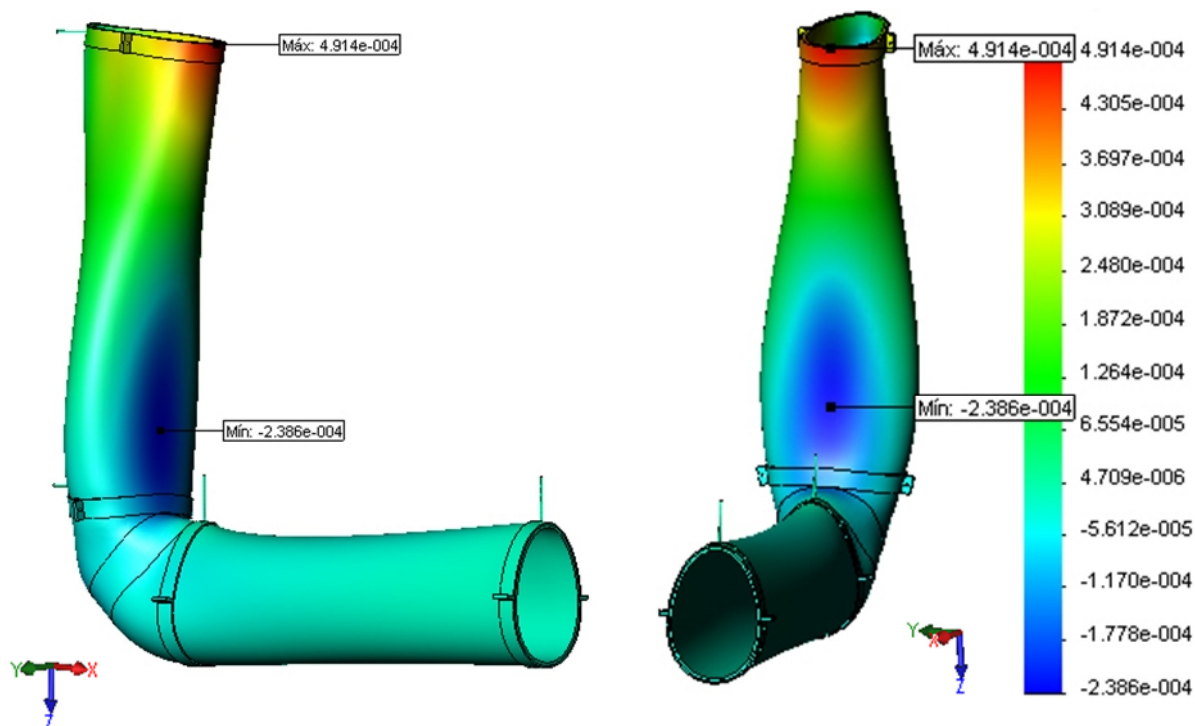 Máx: 4.914e-004
Mín: -2.386e-004
Y
X
Z
Máx: 4.914e-004
Mín: -2.386e-004
Y
X
Z
4.914e-004
4.305e-004
3.697e-004
3.089e-004
2.480e-004
1.872e-004
1.264e-004
6.554e-005
4.709e-006
-5.612e-005
-1.170e-004
-1.778e-004
-2.386e-004